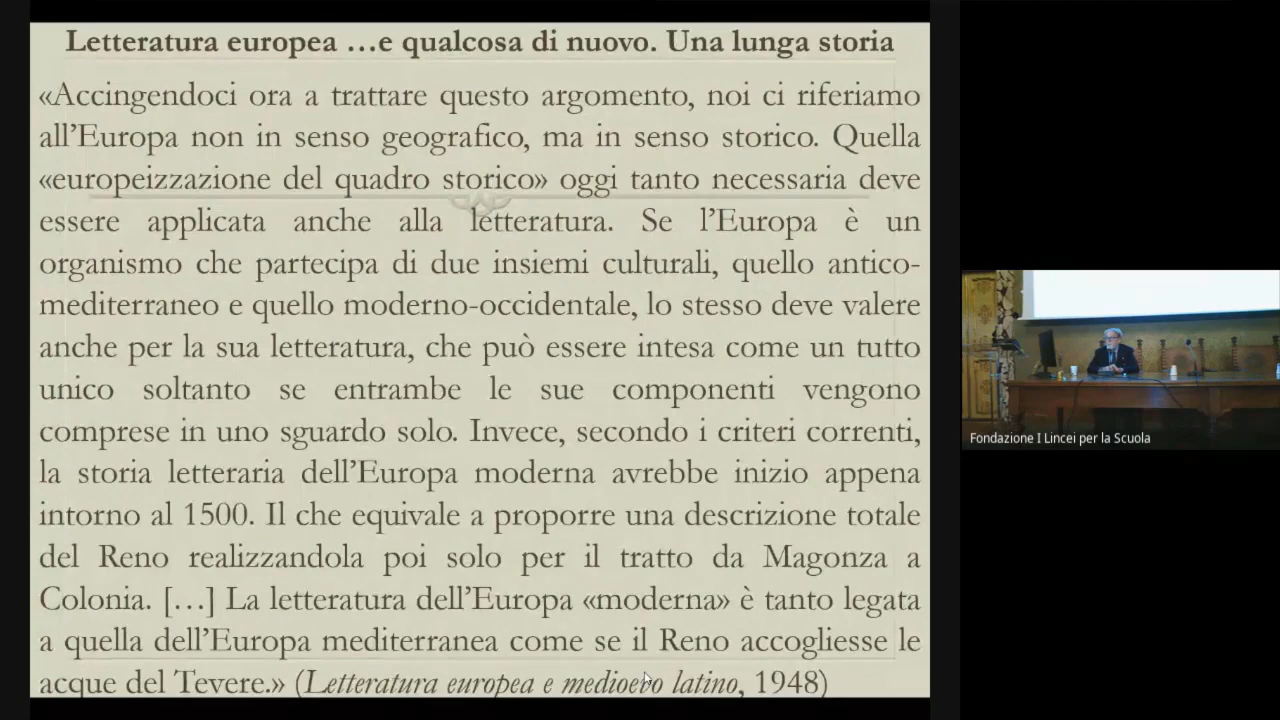 Letteratura europea …e qualcosa di nuovo. Una lunga storia
«Accingendoci ora a trattare questo argomento, noi ci riferiamo
all’Europa non in senso geografico, ma in senso storico. Quella
«europeizzazione del quadro storico» oggi tanto necessaria deve
essere applicata anche alla letteratura. Se l’Europa è un
organismo che partecipa di due insiemi culturali, quello antico-
mediterraneo e quello moderno-occidentale, lo stesso deve valere
anche per la sua letteratura, che può essere intesa come un tutto
unico soltanto se entrambe le sue componenti vengono
comprese in uno sguardo solo. Invece, secondo i criteri correnti,
la storia letteraria dell’Europa moderna avrebbe inizio appena
intorno al 1500. Il che equivale a proporre una descrizione totale
del Reno realizzandola poi solo per il tratto da Magonza a
Colonia. […] La letteratura dell’Europa «moderna» è tanto legata
a quella dell’Europa mediterranea come se il Reno accogliesse le
acque del Tevere.» (Letteratura europea e medioevo latino, 1948)
Fondazione I Lincei per la Scuola